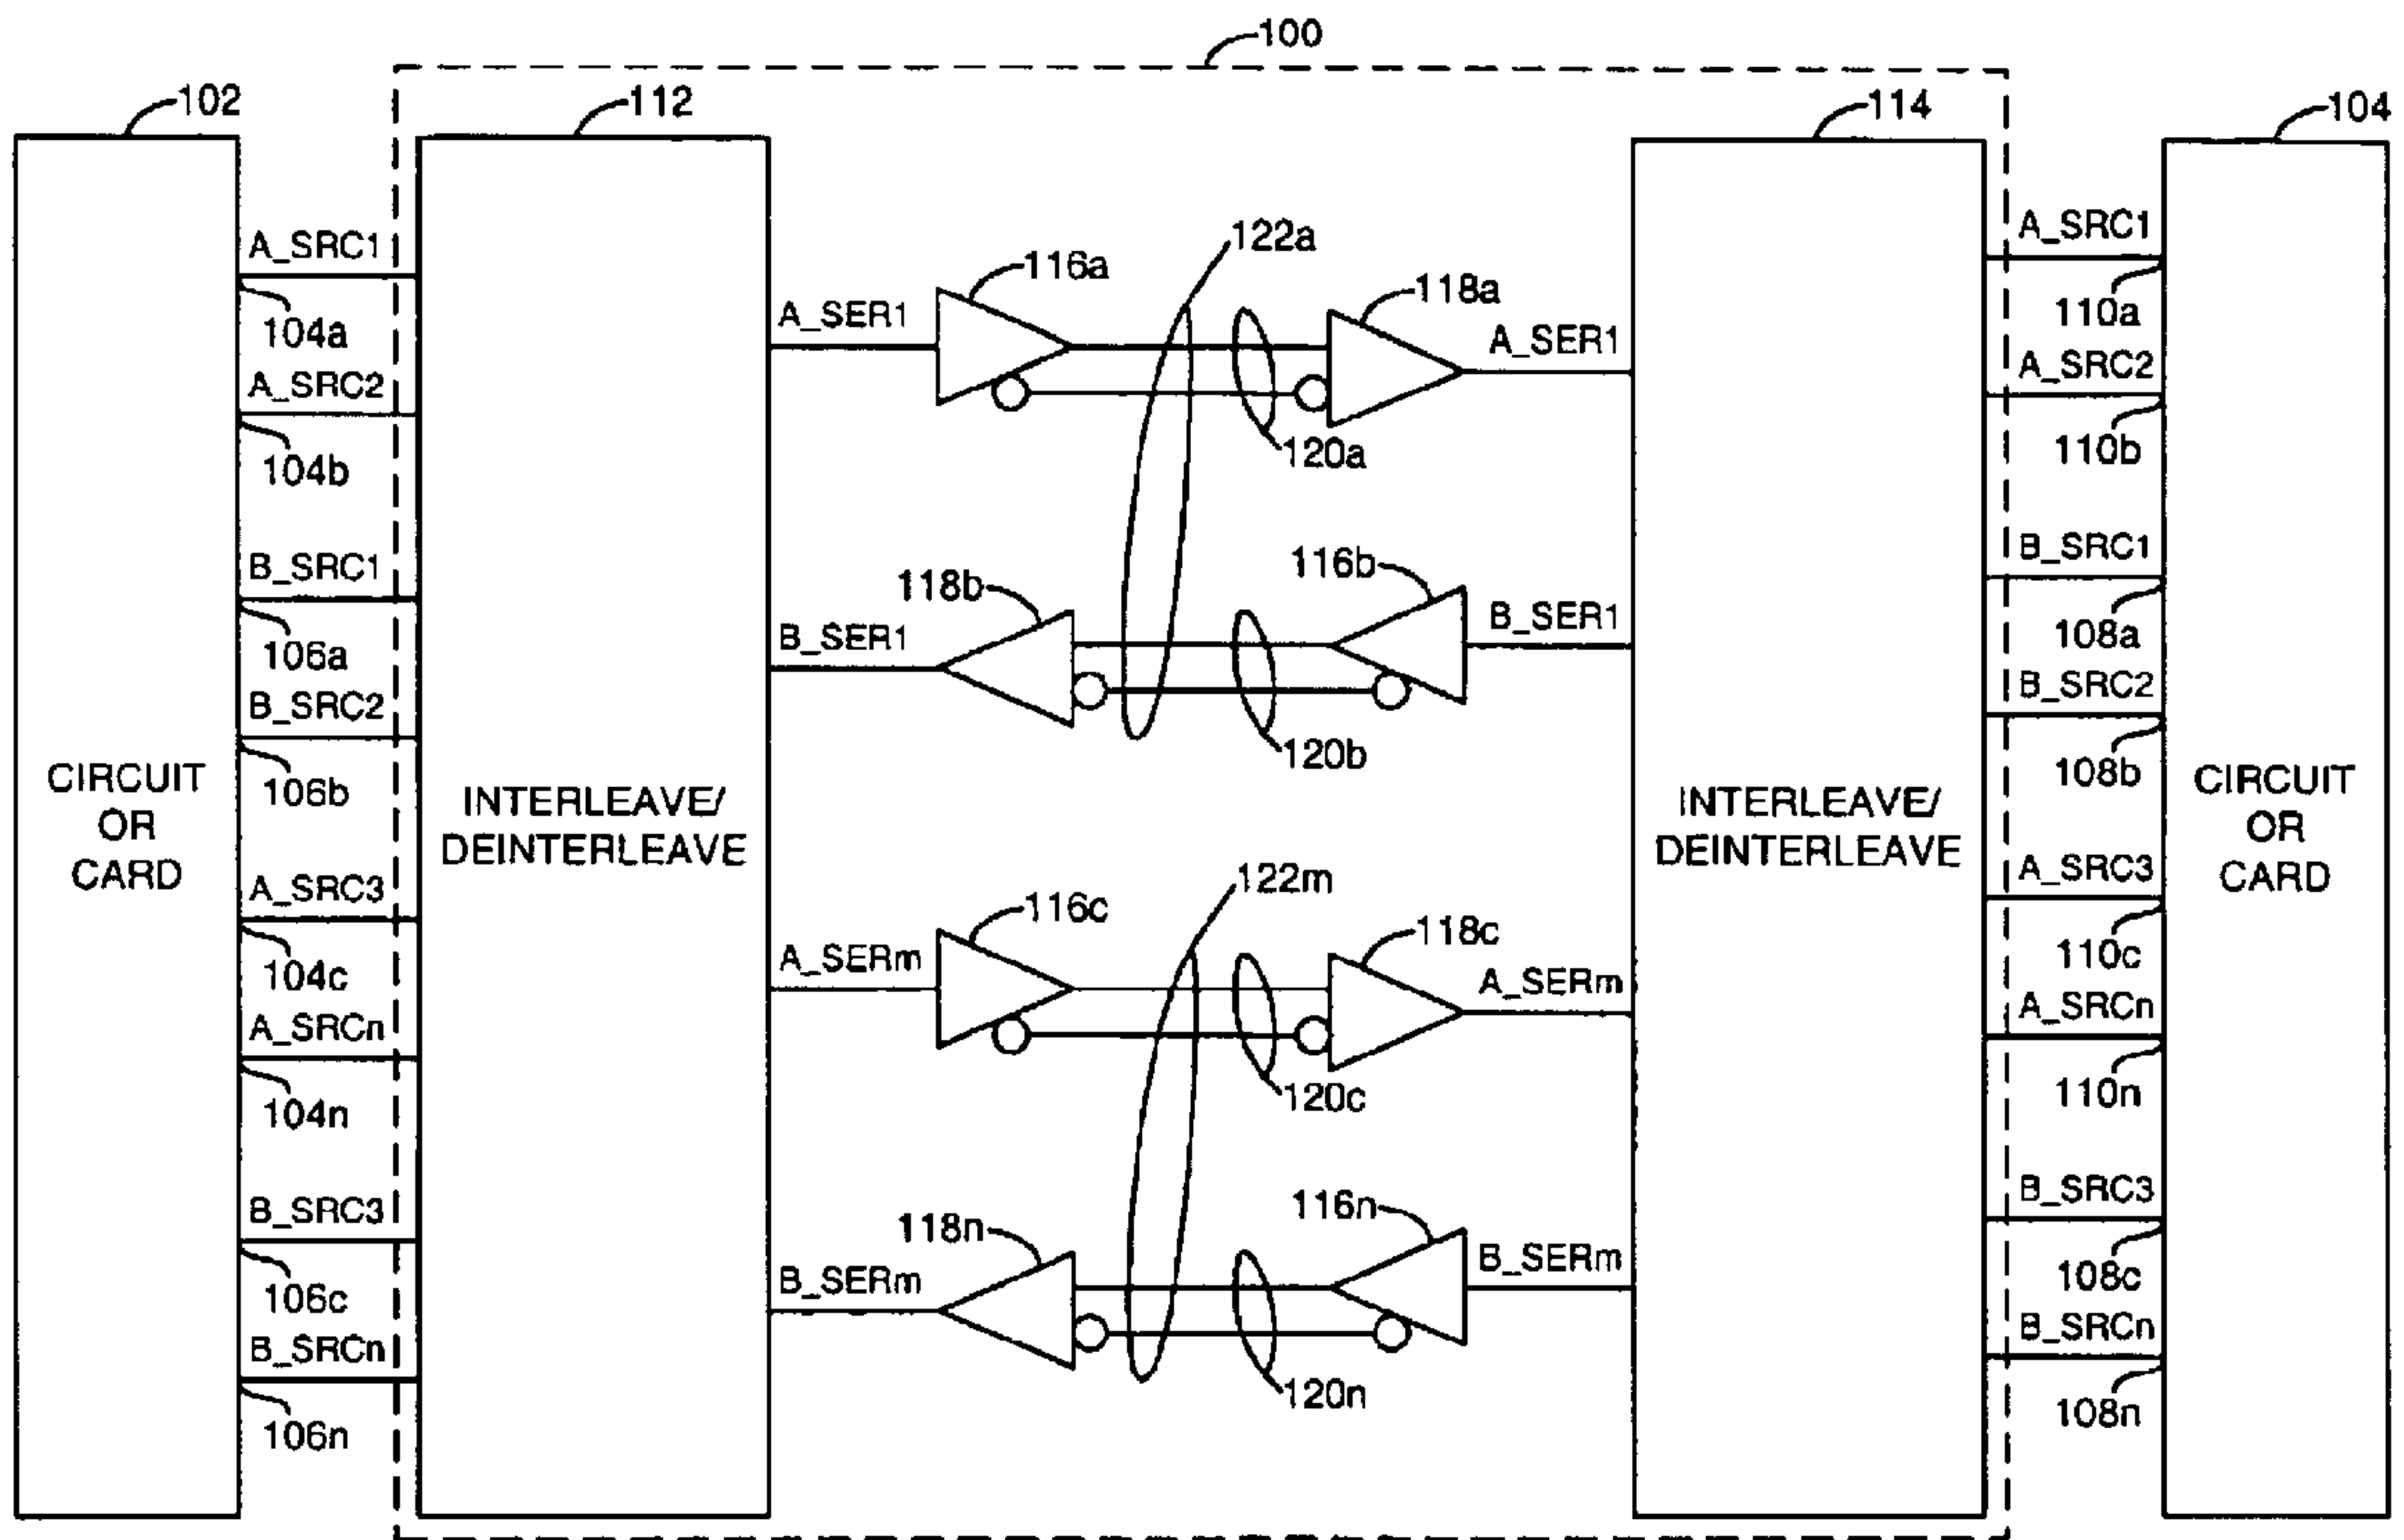 100
102
112
114
104
A_SRC1
104a
A_SRC2
104b
B_SRC1
106a
B_SRC2
106b
CIRCUIT
OR
CARD
A_SRC3
104c
A_SRCn
104n
B_SRC3
106c
B_SRCn
106n
INTERLEAVE/
DEINTERLEAVE
A_SER1
116a
122a
118a
A_SER1
120a
B_SER1
118b
116b
B_SER1
120b
A_SERm
116c
122m
118c
A_SERm
120c
B_SERm
118n
116n
B_SERm
120n
INTERLEAVE/
DEINTERLEAVE
A_SRC1
110a
A_SRC2
110b
B_SRC1
108a
B_SRC2
108b
A_SRC3
110c
A_SRCn
110n
B_SRC3
108c
B_SRCn
108n
CIRCUIT
OR
CARD